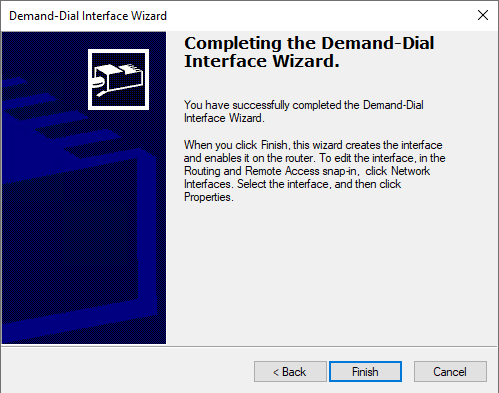 Demand-Dial Interface Wizard
Completing the Demand-Dial
Interface Wizard.
You have successfully completed the Demand-Dial
Interface Wizard.
When you click Finish, this wizard creates the interface
and enables it on the router. To edit the interface, in the
Routing and Remote Access snap-in,  click Network
Interfaces. Select the interface, and then click
Properties.
< Back
Finish
Cancel